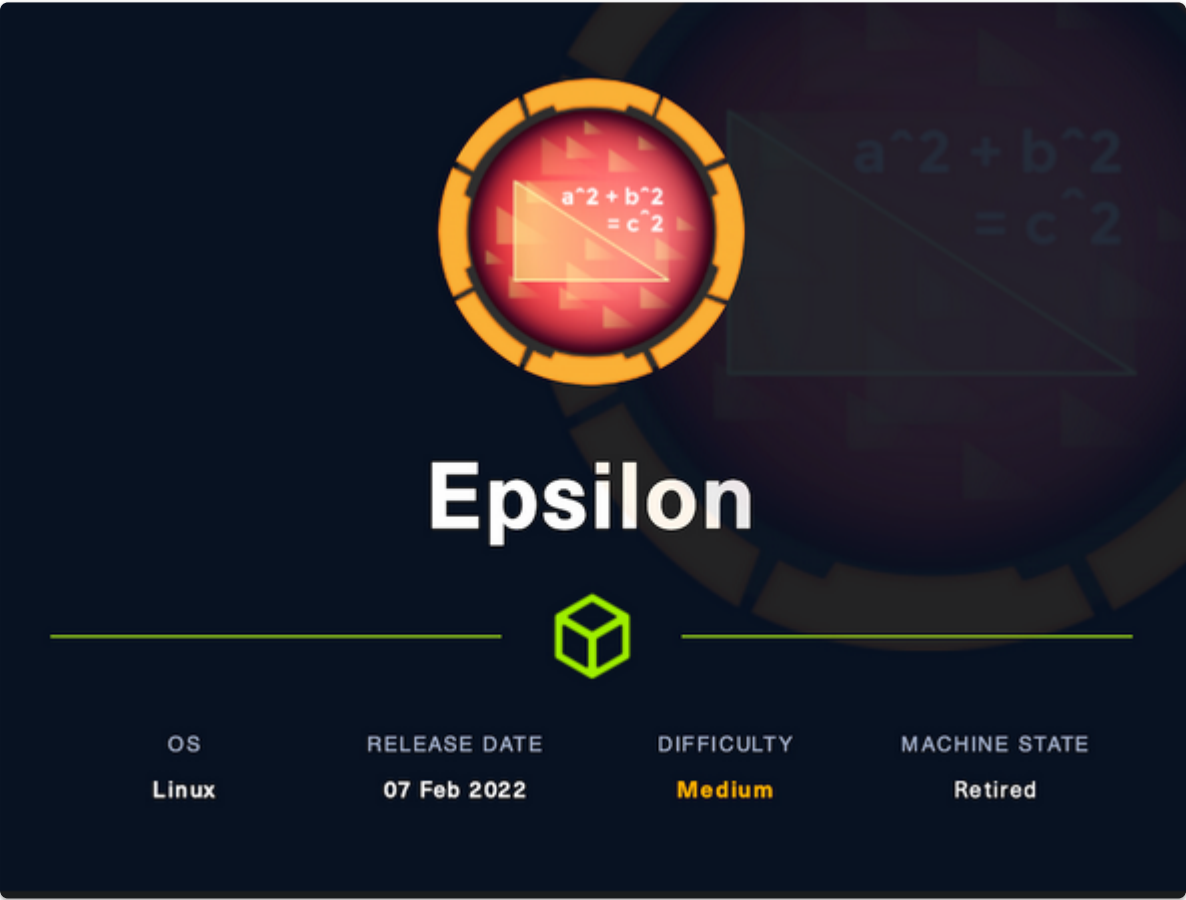 a^2 + b^2
= c^2
a^2 + b^2
= c^2
Epsilon
OS
RELEASE DATE
DIFFICULTY
MACHINE STATE
Linux
07 Feb 2022
Medium
Retired